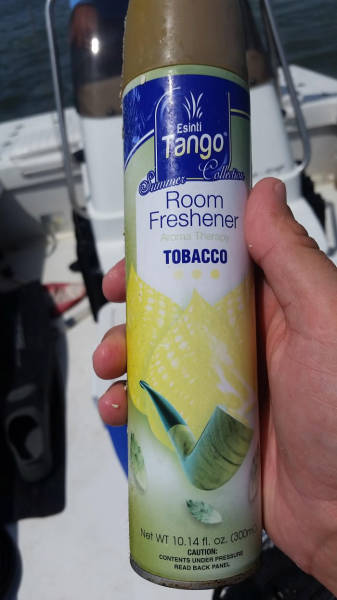 Esinti
Tango®
Summer Collection
Room
Freshener
Aroma Therapy
TOBACCO
Net WT 10.14 fl. oz. (300ml)
CAUTION:
CONTENTS UNDER PRESSURE
READ BACK PANEL